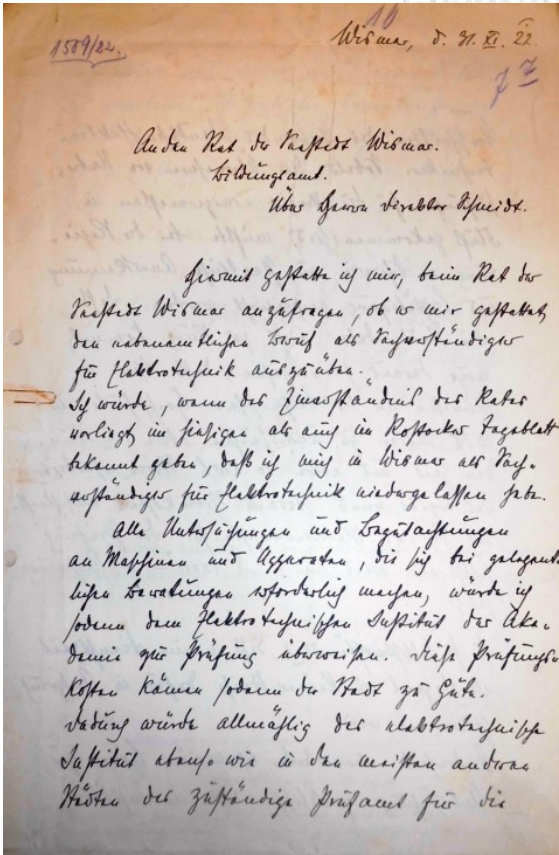 10
1509/22.
Wismar, d. 31. XI. 22.
An den Rat der Seestadt Wismar.
Bildungsamt.
Über Herrn Direktor Schmidt.
Hiermit gestatte ich mir, beim Rat der
Seestadt Wismar anzufragen, ob er mir gestattet,
den nebenamtlichen Beruf als Sachverständiger
für Elektrotechnik auszuüben.
Ich würde, wenn das Einverständnis des Rates
vorliegt, im hiesigen als auch im Rostocker Tageblatt
bekannt geben, daß ich mich in Wismar als Sach-
verständiger für Elektrotechnik niedergelassen habe.
Alle Untersuchungen und Begutachtungen
an Maschinen und Apparaten, die sich bei gelegent-
lichen Beratungen erforderlich machen, würde ich
sodann dem Elektrotechnischen Institut der Aka-
demie zur Prüfung überweisen. Diese Prüfungs-
kosten kämen sodann der Stadt zu Gute.
Dadurch würde allmählig das elektrotechnische
Institut ebenso wie in den meisten anderen
Städten das zuständige Prüfamt für die